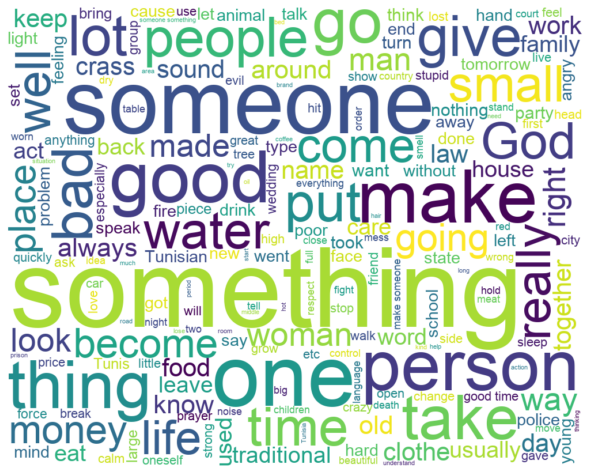 keep
bring
cause
use
let
animal
talk
lost
court
feel
someone something
light
group
lot
people
go
think
hand
end
turn
give
work
family
feeling
crass
evil
sound
around
man
show
country
stupid
tomorrow
live
angry
set
well
dry
area
brand
small
nothing
stand
need
party
head
table
someone
hit
order
come
away
done
first
God
worn
anything
back
made
great
tree
type
smell
law
act
problem
especially
bad
good
wedding
everything
name
want
without
house
place
speak
fire
piece
drink
coffee
try
put
make
right
poor
close
mess
hair
care
red
left
city
quickly
always
water
Tunisian
new
went
high
took
face
going
wrong
really
together
ask
idea
much
start
full
friend
state
long
car
love
something
got
period
will
tell
hot
respect
fight
stop
make someone
hold
meat
school
look
road
night
two
lose
room
middle
woman
walk
word
side
sleep
prison
become
say
grow
etc
control
said
help
action
price
Tunis
little
food
language
thing
one
person
leave
big
children
open
change
good time
way
force
break
prayer
noise
crazy
death
police
move
money
life
know
time
Tunisia
take
young
thinking
mind
eat
calm
large
oneself
strong
used
traditional
hard
beautiful
old
clothe
usually
understand
day
gave
situation